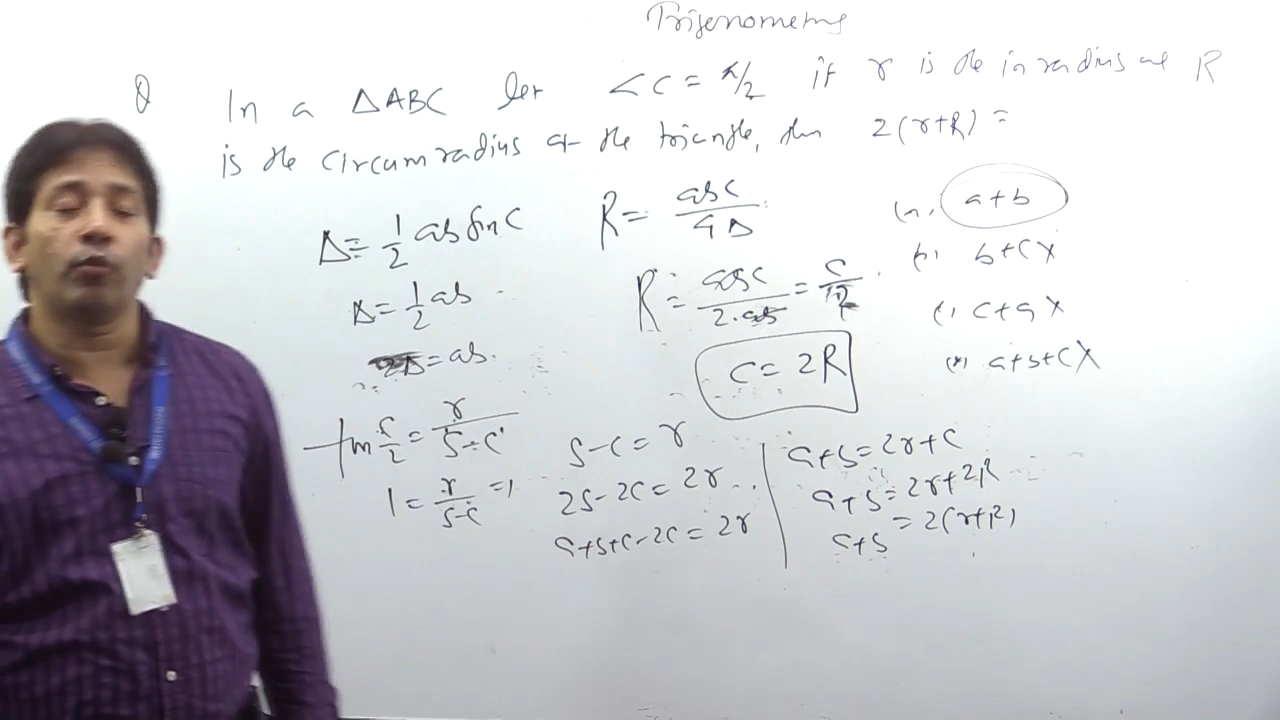 Trigonometry
Q In a △ABC let ∠C = π/2 if r is the inradius and R
is the circumradius of the triangle, then 2(r+R) =
Δ = 1/2 ab sin C
Δ = 1/2 ab
2Δ = ab.
R = abc/4Δ
R = abc/2.ab = c/2
c = 2R
(a) a+b
(b) b+c X
(c) c+a X
(d) a+b+c X
tan c/2 = r/s-c
1 = r/s-c ⇒
s-c = r
2s-2c = 2r
a+b+c-2c = 2r
a+b = 2r+c
a+b = 2r+2R
a+b = 2(r+R)